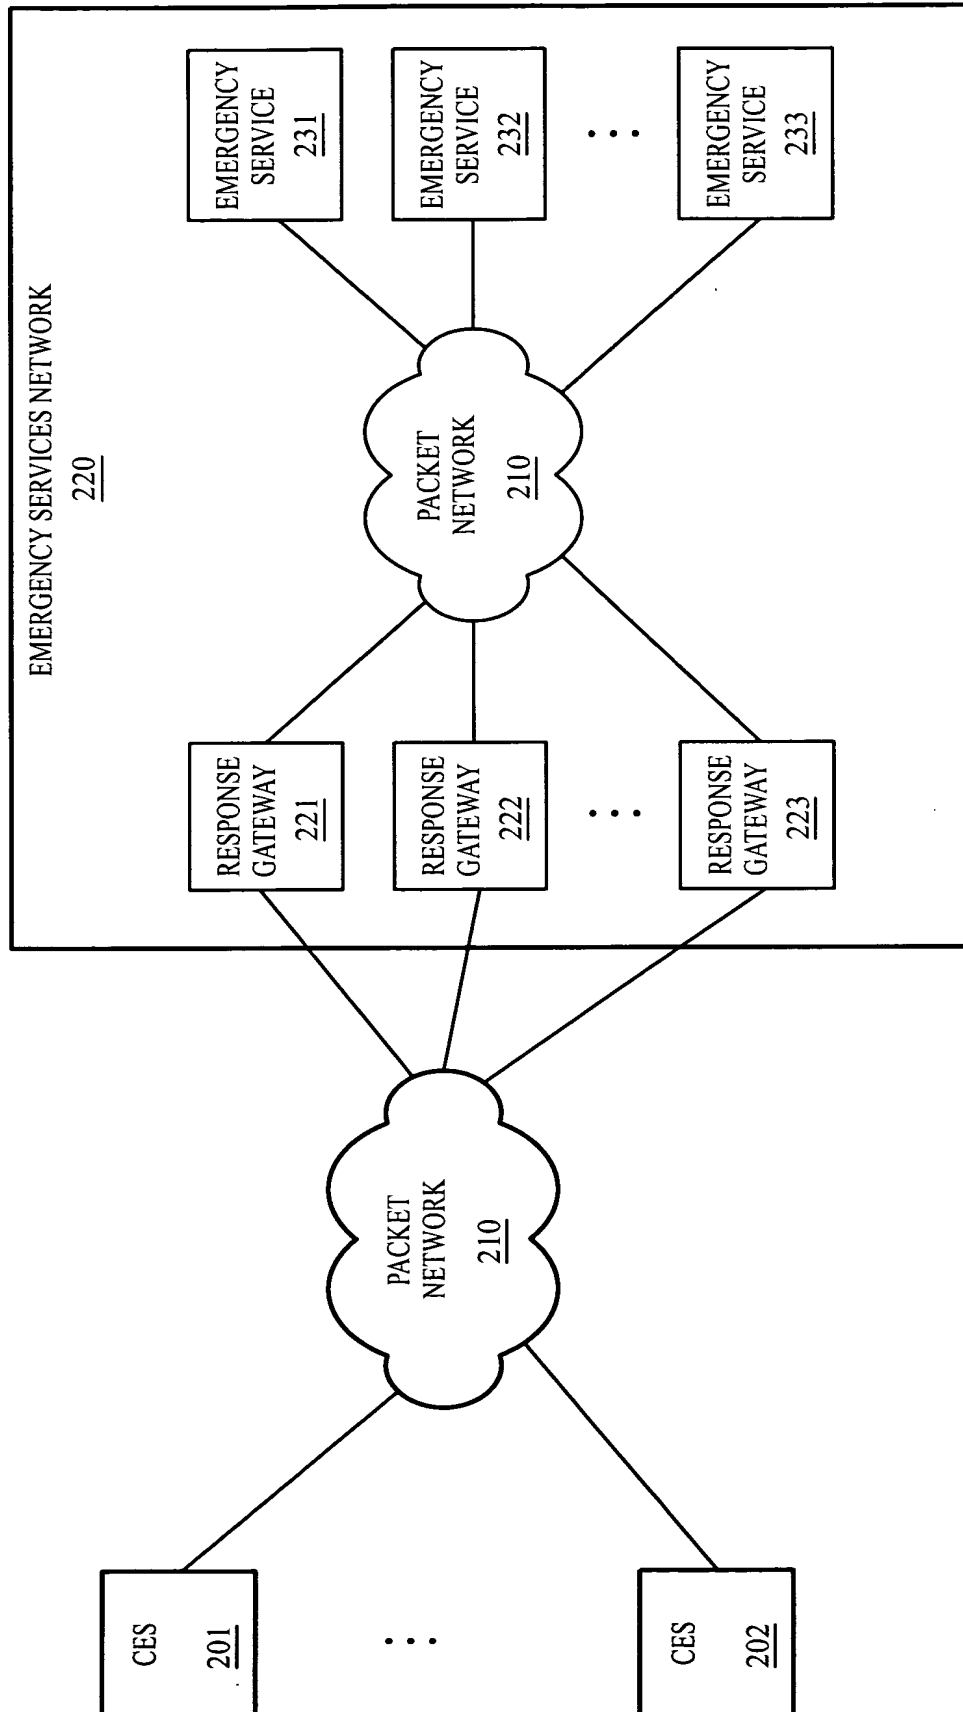 EMERGENCY SERVICES NETWORK
220
CES
201
...
CES
202
PACKET
NETWORK
210
RESPONSE
GATEWAY
221
RESPONSE
GATEWAY
222
...
RESPONSE
GATEWAY
223
PACKET
NETWORK
210
EMERGENCY
SERVICE
231
EMERGENCY
SERVICE
232
...
EMERGENCY
SERVICE
233